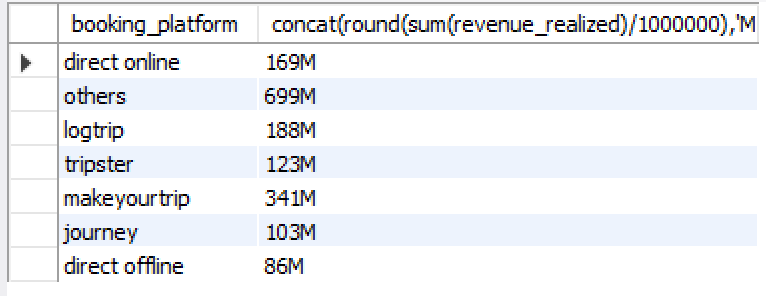 booking_platform concat(round(sum(revenue_realized)/1000000),'M
direct online 169M
others 699M
logtrip 188M
tripster 123M
makeyourtrip 341M
journey 103M
direct offline 86M